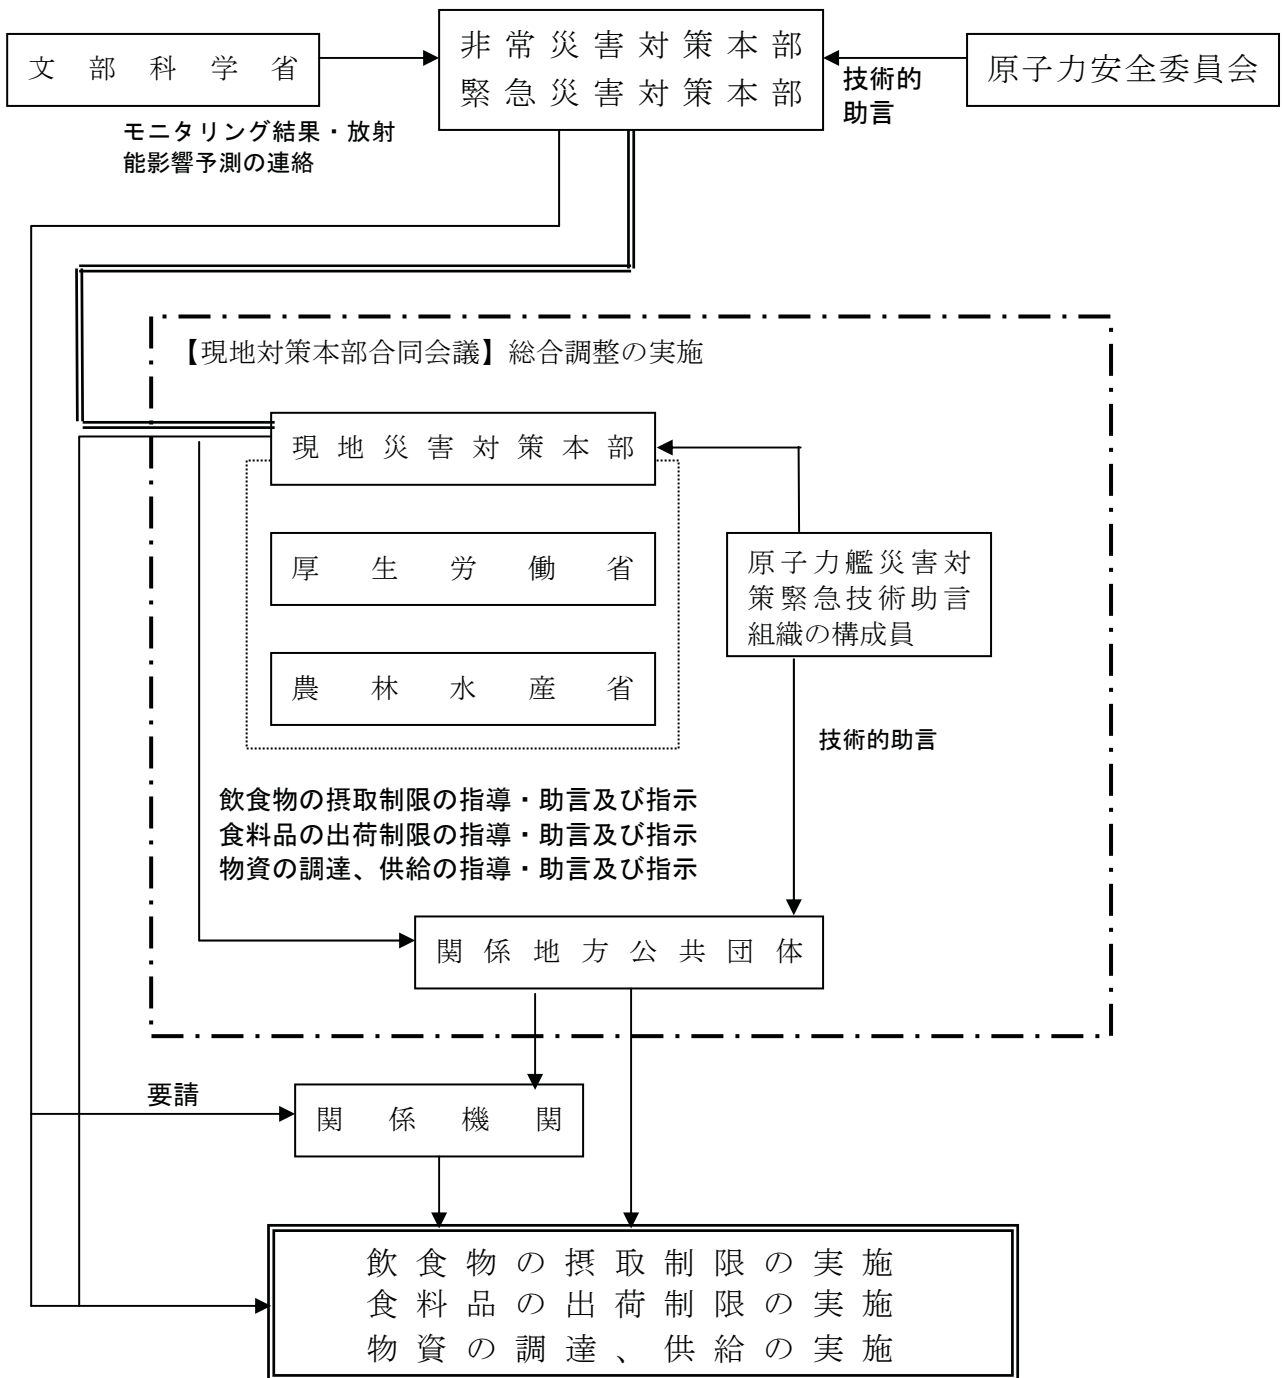 文部科学省
非常災害対策本部
緊急災害対策本部
原子力安全委員会
技術的
助言
モニタリング結果・放射
能影響予測の連絡
【現地対策本部合同会議】総合調整の実施
現地災害対策本部
厚生労働省
農林水産省
原子力艦災害対
策緊急技術助言
組織の構成員
技術的助言
飲食物の摂取制限の指導・助言及び指示
食料品の出荷制限の指導・助言及び指示
物資の調達、供給の指導・助言及び指示
関係地方公共団体
要請
関係機関
飲食物の摂取制限の実施
食料品の出荷制限の実施
物資の調達、供給の実施